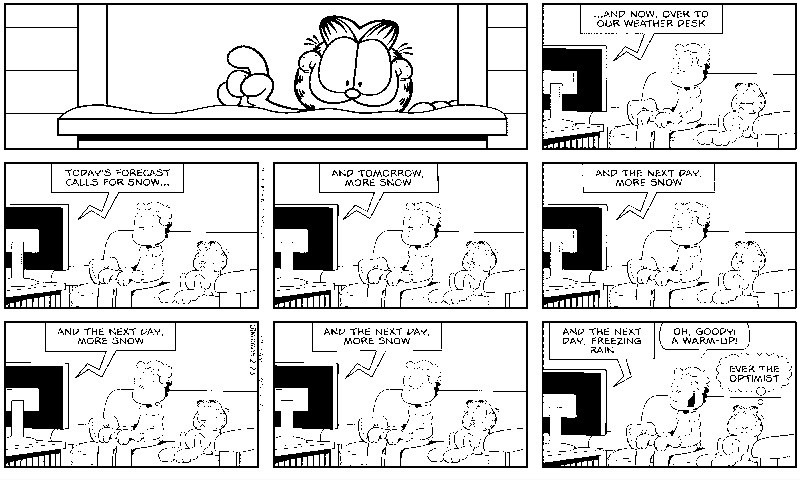 ...AND NOW, OVER TO
OUR WEATHER DESK
TODAY'S FORECAST
CALLS FOR SNOW...
AND TOMORROW,
MORE SNOW
AND THE NEXT DAY,
MORE SNOW
AND THE NEXT DAY,
MORE SNOW
AND THE NEXT DAY,
MORE SNOW
AND THE NEXT
DAY, FREEZING
RAIN
OH, GOODY!
A WARM-UP!
EVER THE
OPTIMIST